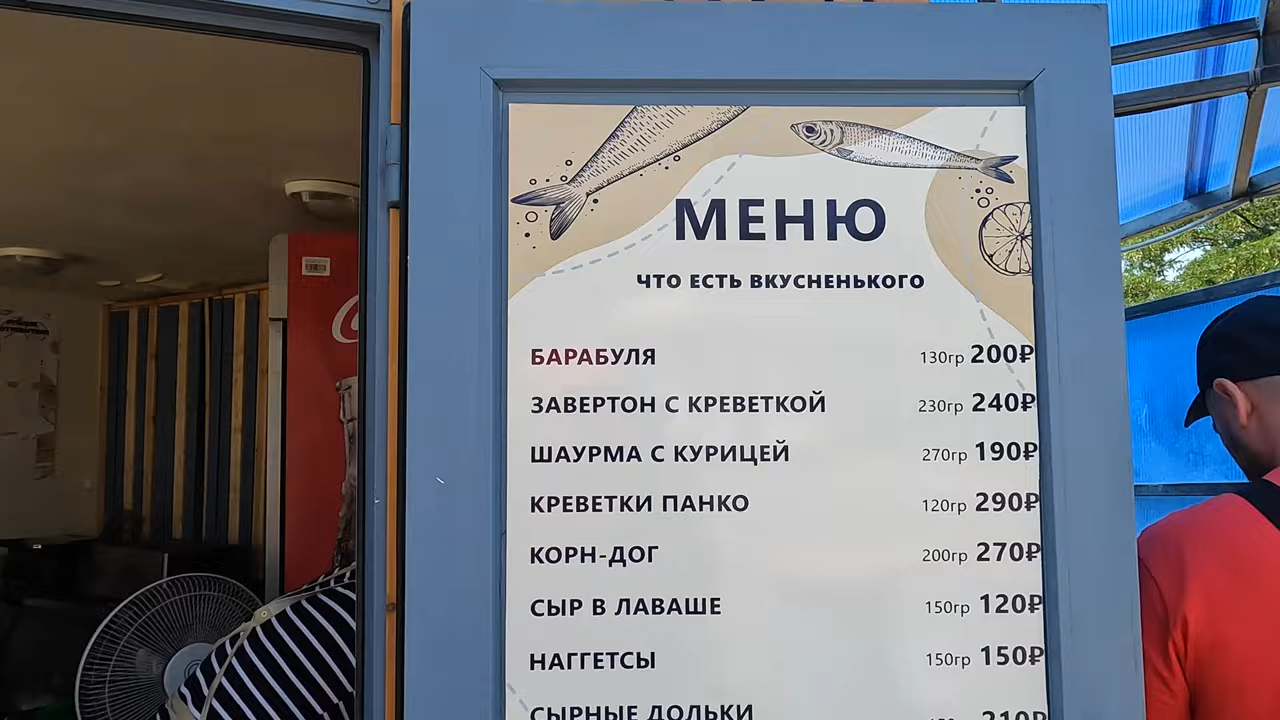 МЕНЮ
ЧТО ЕСТЬ ВКУСНЕНЬКОГО
БАРАБУЛЯ 130гр 200₽
ЗАВЕРТОН С КРЕВЕТКОЙ 230гр 240₽
ШАУРМА С КУРИЦЕЙ 270гр 190₽
КРЕВЕТКИ ПАНКО 120гр 290₽
КОРН-ДОГ 200гр 270₽
СЫР В ЛАВАШЕ 150гр 120₽
НАГГЕТСЫ 150гр 150₽
СЫРНЫЕ ДОЛЬКИ 210₽